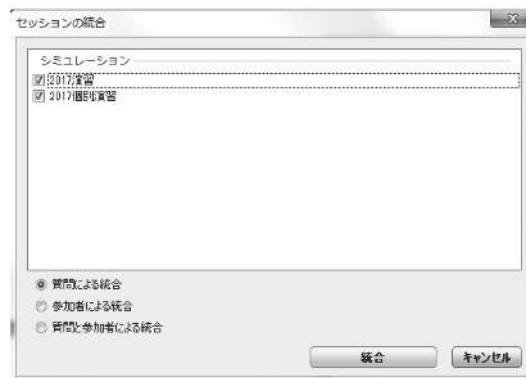 セッションの統合
シミュレーション
2017演習
2017個別演習
質問による統合
参加者による統合
質問と参加者による統合
統合
キャンセル